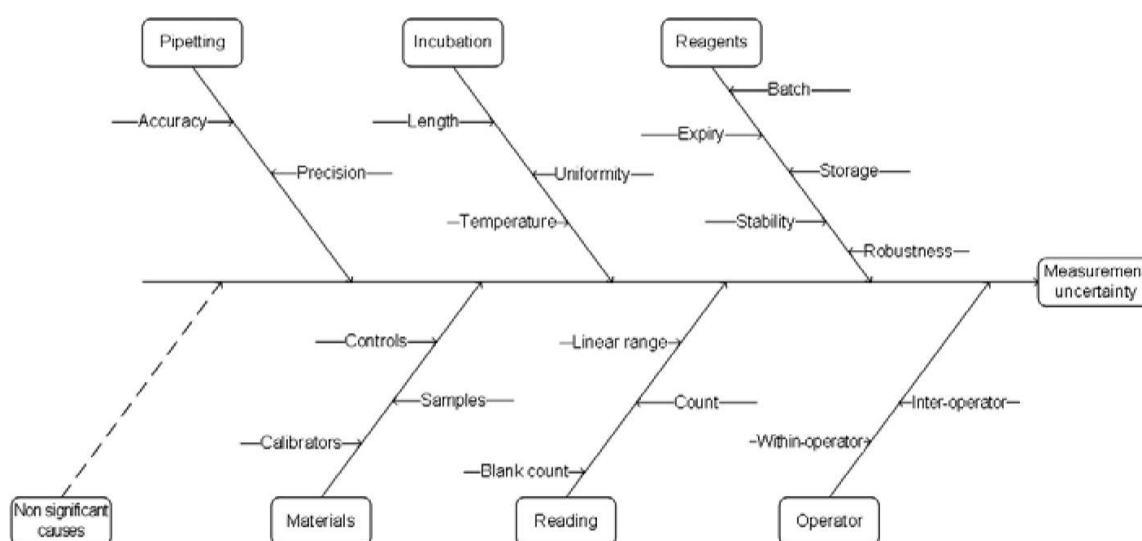 Pipetting
Incubation
Reagents
Batch
Accuracy
Length
Expiry
Precision
Uniformity
Storage
Temperature
Stability
Robustness
Measurement
uncertainty
Controls
Linear range
Samples
Count
Inter-operator
Calibrators
Within-operator
Blank count
Non significant
causes
Materials
Reading
Operator